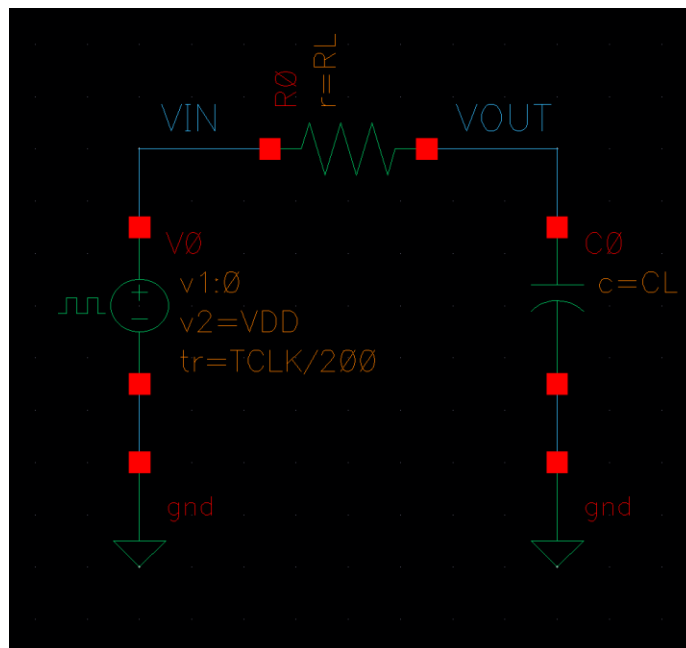 R0
r=RL
VIN
VOUT
V0
v1:0
v2=VDD
tr=TCLK/200
C0
c=CL
gnd
gnd